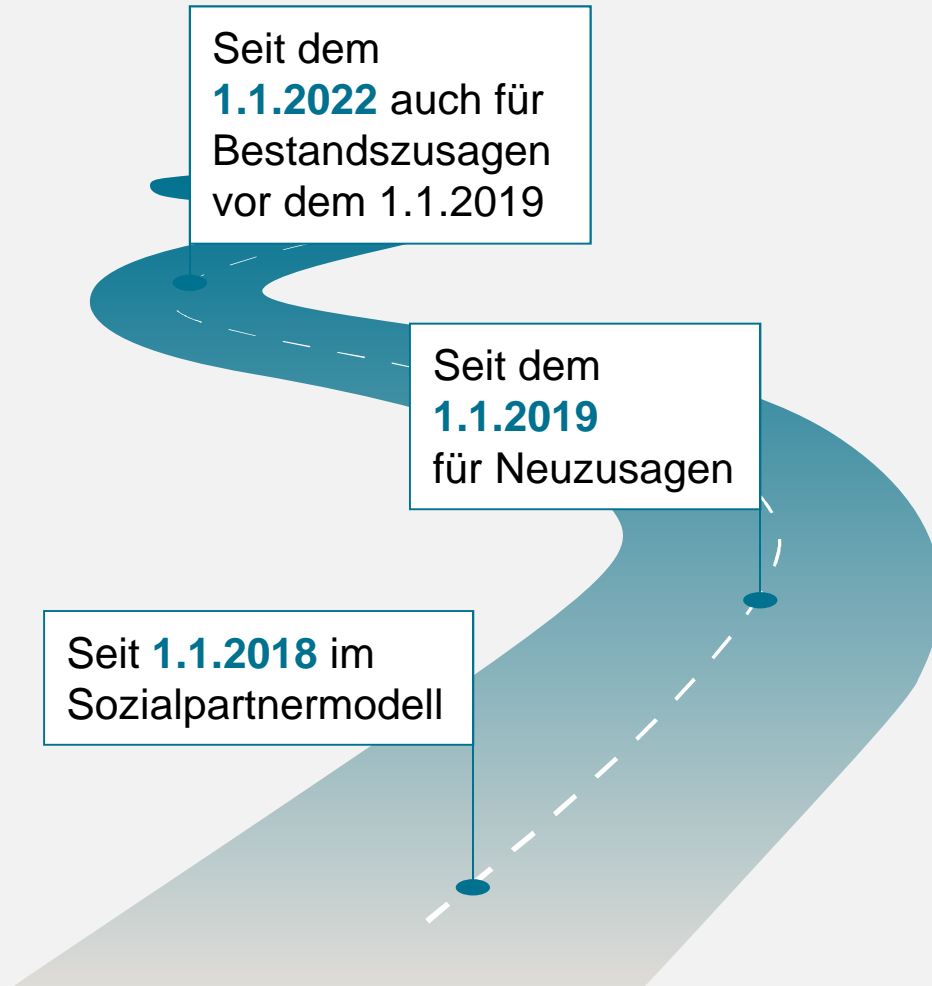 Seit dem
1.1.2022 auch für
Bestandszusagen
vor dem 1.1.2019
Seit dem
1.1.2019
für Neuzusagen
Seit 1.1.2018 im
Sozialpartnermodell